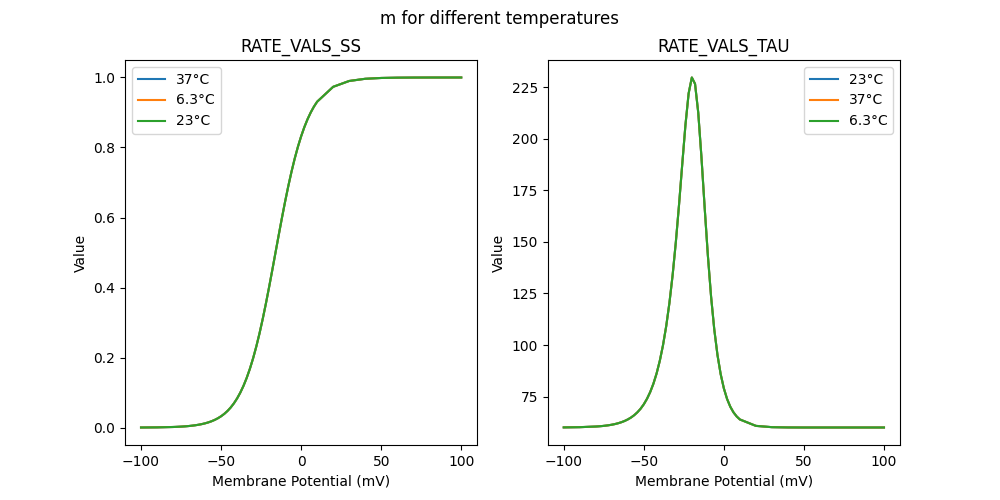 m for different temperatures
RATE_VALS_SS
1.0
0.8
0.6
0.4
0.2
0.0
Value
37°C
6.3°C
23°C
−100
−50
0
50
100
Membrane Potential (mV)
RATE_VALS_TAU
225
200
175
150
125
100
75
Value
23°C
37°C
6.3°C
−100
−50
0
50
100
Membrane Potential (mV)